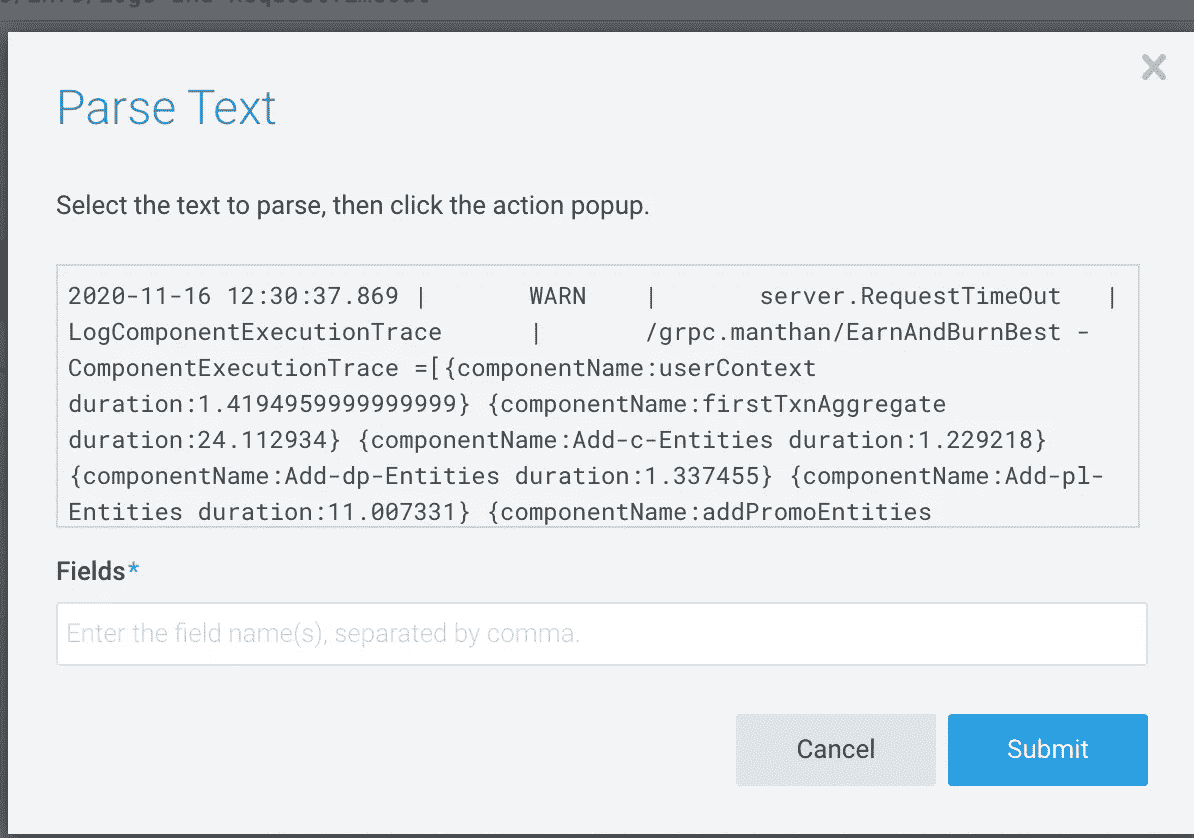 Parse Text
Select the text to parse, then click the action popup.
2020-11-16 12:30:37.869 | WARN | server.RequestTimeOut |
LogComponentExecutionTrace | /grpc.manthan/EarnAndBurnBest -
ComponentExecutionTrace =[{componentName:userContext
duration:1.4194959999999999} {componentName:firstTxnAggregate
duration:24.112934} {componentName:Add-c-Entities duration:1.229218}
{componentName:Add-dp-Entities duration:1.337455} {componentName:Add-pl-
Entities duration:11.007331} {componentName:addPromoEntities
Fields*
Enter the field name(s), separated by comma.
Cancel Submit